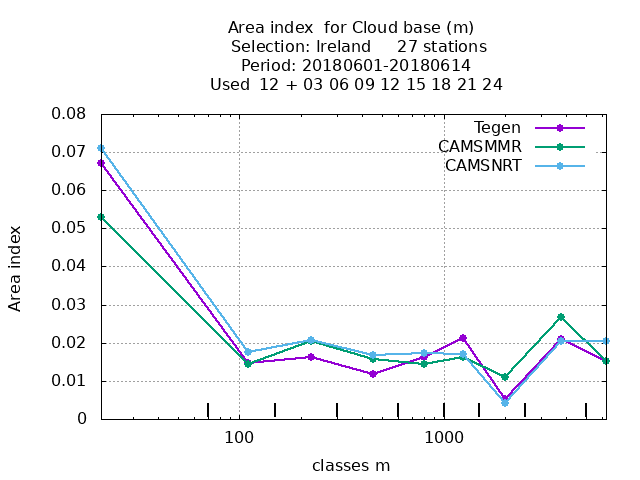 Area index for Cloud base (m)
Selection: Ireland 27 stations
Period: 20180601-20180614
Used 12 + 03 06 09 12 15 18 21 24
0.08
0.07
0.06
0.05
0.04
0.03
0.02
0.01
0
Area index
Tegen
CAMSMMR
CAMSNRT
100
1000
classes m